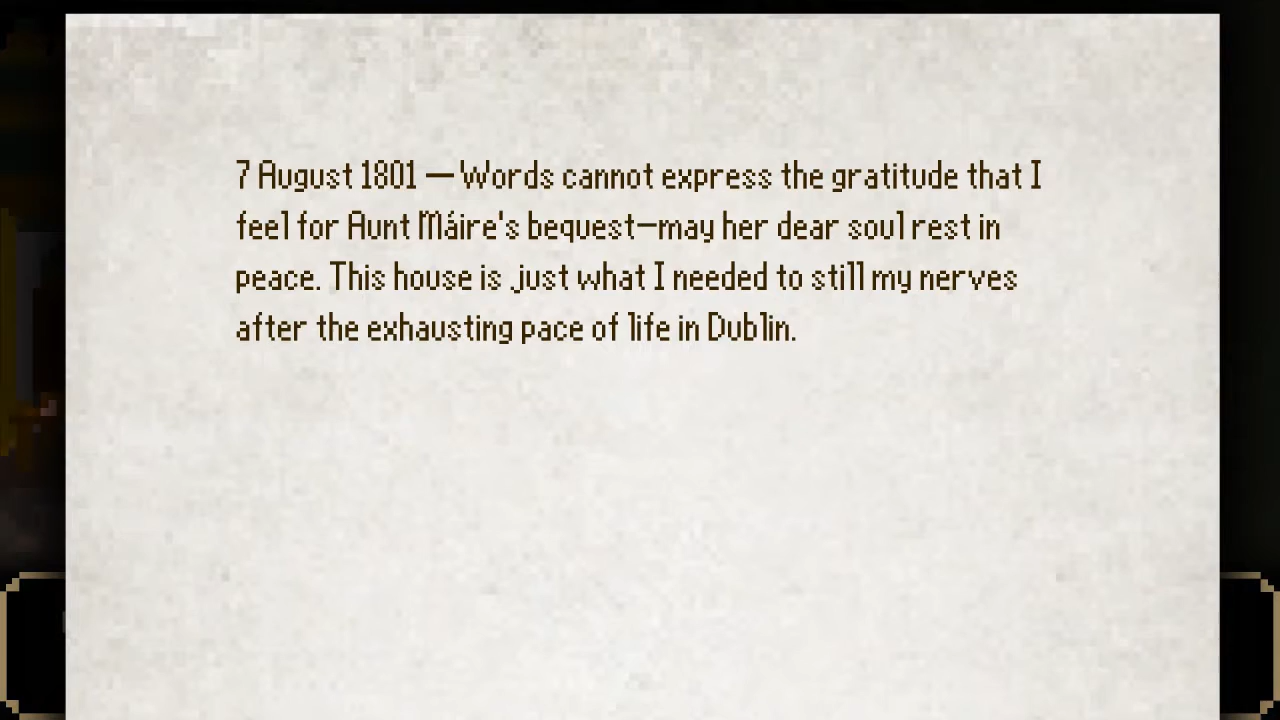 7 August 1801 — Words cannot express the gratitude that I
feel for Aunt Máire's bequest—may her dear soul rest in
peace. This house is just what I needed to still my nerves
after the exhausting pace of life in Dublin.